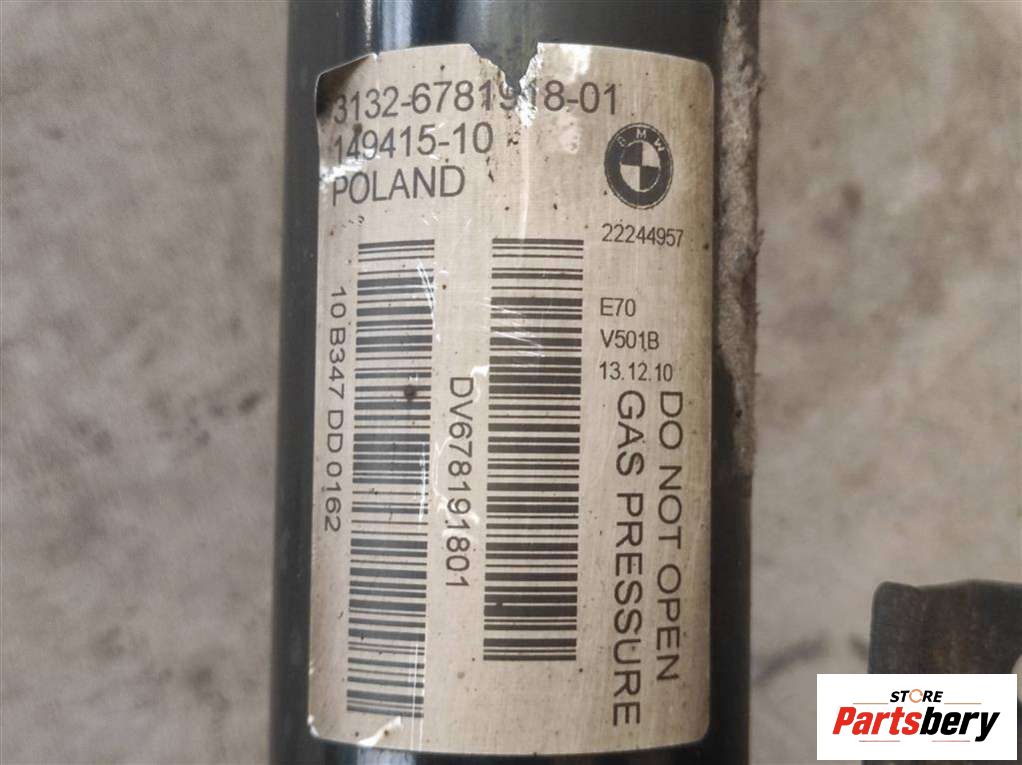 3132-6781918-01
149415-10
POLAND
BMW
22244957
E70
V501B
13.12.10
10 B347 DD 0162
DV678191801
DO NOT OPEN
GAS PRESSURE
STORE
Partsbery